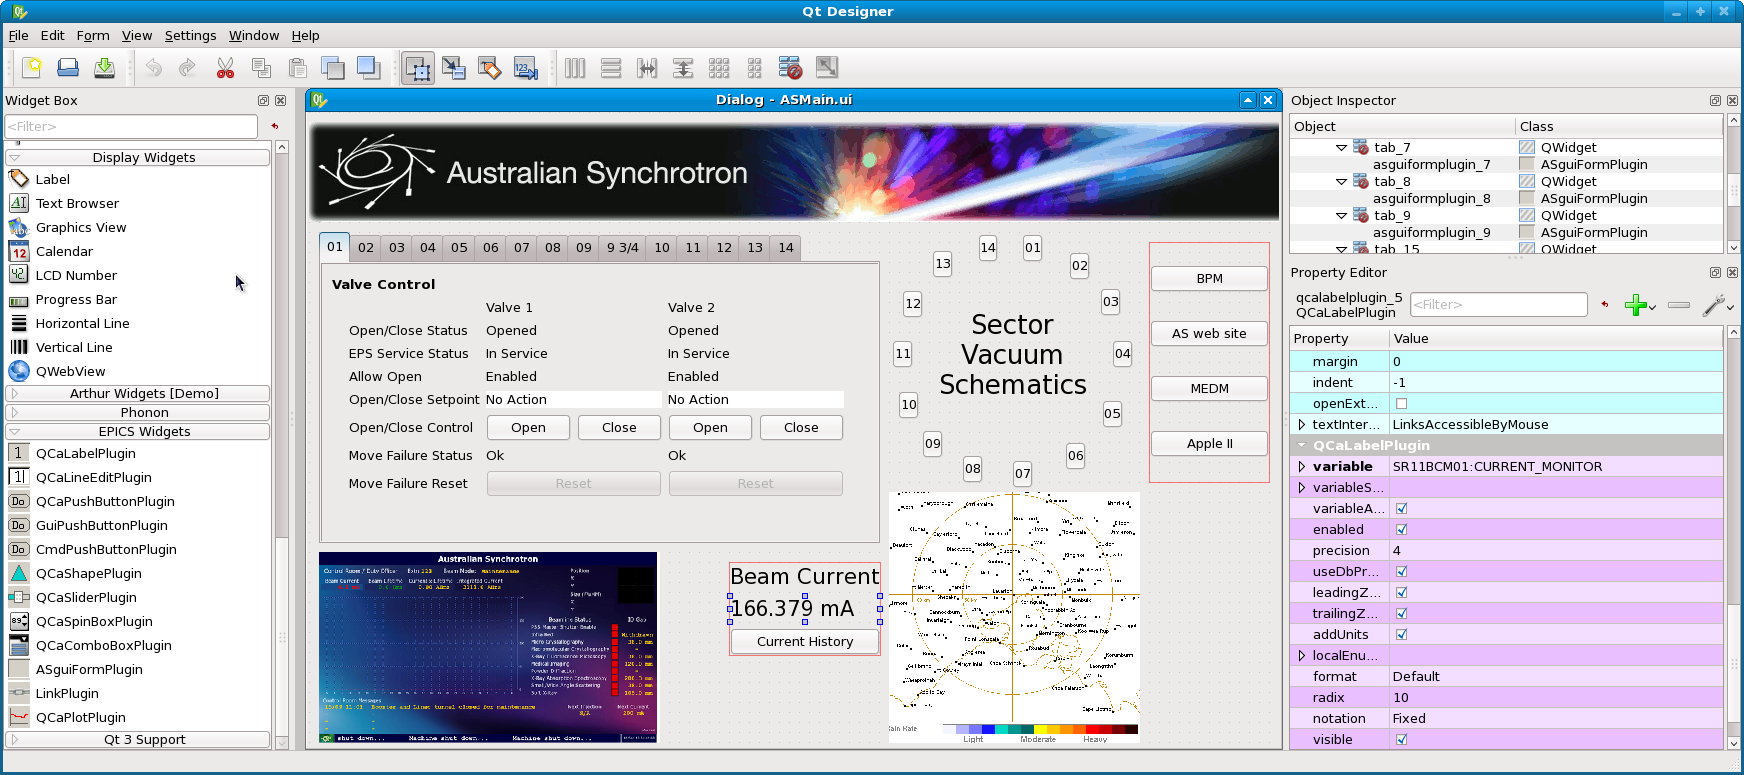 Qt Designer
File Edit Form View Settings Window Help
Widget Box
<Filter>
Display Widgets
Label
Text Browser
Graphics View
Calendar
LCD Number
Progress Bar
Horizontal Line
Vertical Line
QWebView
Arthur Widgets [Demo]
Phonon
EPICS Widgets
QCaLabelPlugin
QCaLineEditPlugin
QCaPushButtonPlugin
GuiPushButtonPlugin
CmdPushButtonPlugin
QCaShapePlugin
QCaSliderPlugin
QCaSpinBoxPlugin
QCaComboBoxPlugin
ASguiFormPlugin
LinkPlugin
QCaPlotPlugin
Qt 3 Support
Dialog - ASMain.ui
Australian Synchrotron
01 02 03 04 05 06 07 08 09 9 3/4 10 11 12 13 14
Valve Control
Valve 1 Valve 2
Open/Close Status Opened Opened
EPS Service Status In Service In Service
Allow Open Enabled Enabled
Open/Close Setpoint No Action No Action
Open/Close Control Open Close Open Close
Move Failure Status Ok Ok
Move Failure Reset Reset Reset
14 01
13 02
12 03
Sector
Vacuum
Schematics
11 04
10 05
09 06
08 07
BPM
AS web site
MEDM
Apple II
Australian Synchrotron
Beam Current
166.379 mA
Current History
Light Moderate Heavy
shut down... Machine shut down... Machine shut down...
Object Inspector
Object Class
tab_7 QWidget
asguiformplugin_7 ASguiFormPlugin
tab_8 QWidget
asguiformplugin_8 ASguiFormPlugin
tab_9 QWidget
asguiformplugin_9 ASguiFormPlugin
tab_15 QWidget
Property Editor
qcalabelplugin_5
QCaLabelPlugin
<Filter>
Property Value
margin 0
indent -1
openExt...
textInter... LinksAccessibleByMouse
QCaLabelPlugin
variable SR11BCM01:CURRENT_MONITOR
variableS...
variableA...
enabled
precision 4
useDbPr...
leadingZ...
trailingZ...
addUnits
localEnu...
format Default
radix 10
notation Fixed
visible